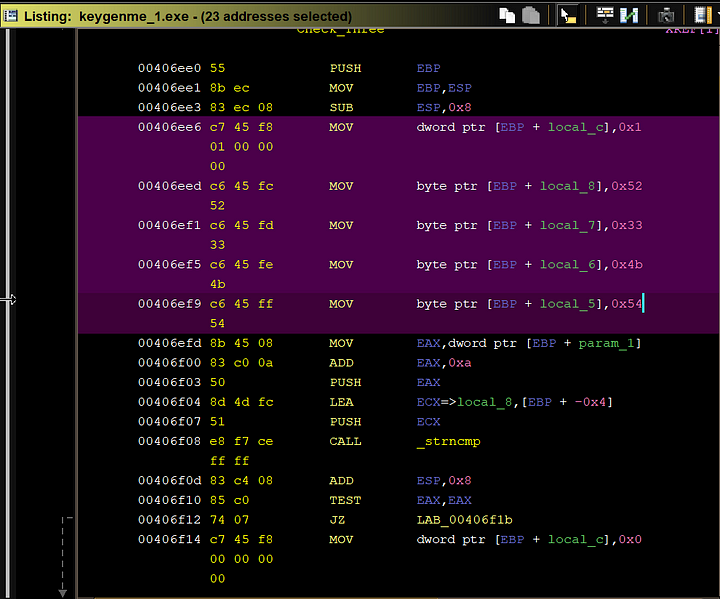 Listing: keygenme_1.exe - (23 addresses selected)
Check_Three XREF[1]
00406ee0 55 PUSH EBP
00406ee1 8b ec MOV EBP,ESP
00406ee3 83 ec 08 SUB ESP,0x8
00406ee6 c7 45 f8 MOV dword ptr [EBP + local_c],0x1
01 00 00
00
00406eed c6 45 fc MOV byte ptr [EBP + local_8],0x52
52
00406ef1 c6 45 fd MOV byte ptr [EBP + local_7],0x33
33
00406ef5 c6 45 fe MOV byte ptr [EBP + local_6],0x4b
4b
00406ef9 c6 45 ff MOV byte ptr [EBP + local_5],0x54
54
00406efd 8b 45 08 MOV EAX,dword ptr [EBP + param_1]
00406f00 83 c0 0a ADD EAX,0xa
00406f03 50 PUSH EAX
00406f04 8d 4d fc LEA ECX=>local_8,[EBP + -0x4]
00406f07 51 PUSH ECX
00406f08 e8 f7 ce CALL _strncmp
ff ff
00406f0d 83 c4 08 ADD ESP,0x8
00406f10 85 c0 TEST EAX,EAX
00406f12 74 07 JZ LAB_00406f1b
00406f14 c7 45 f8 MOV dword ptr [EBP + local_c],0x0
00 00 00
00